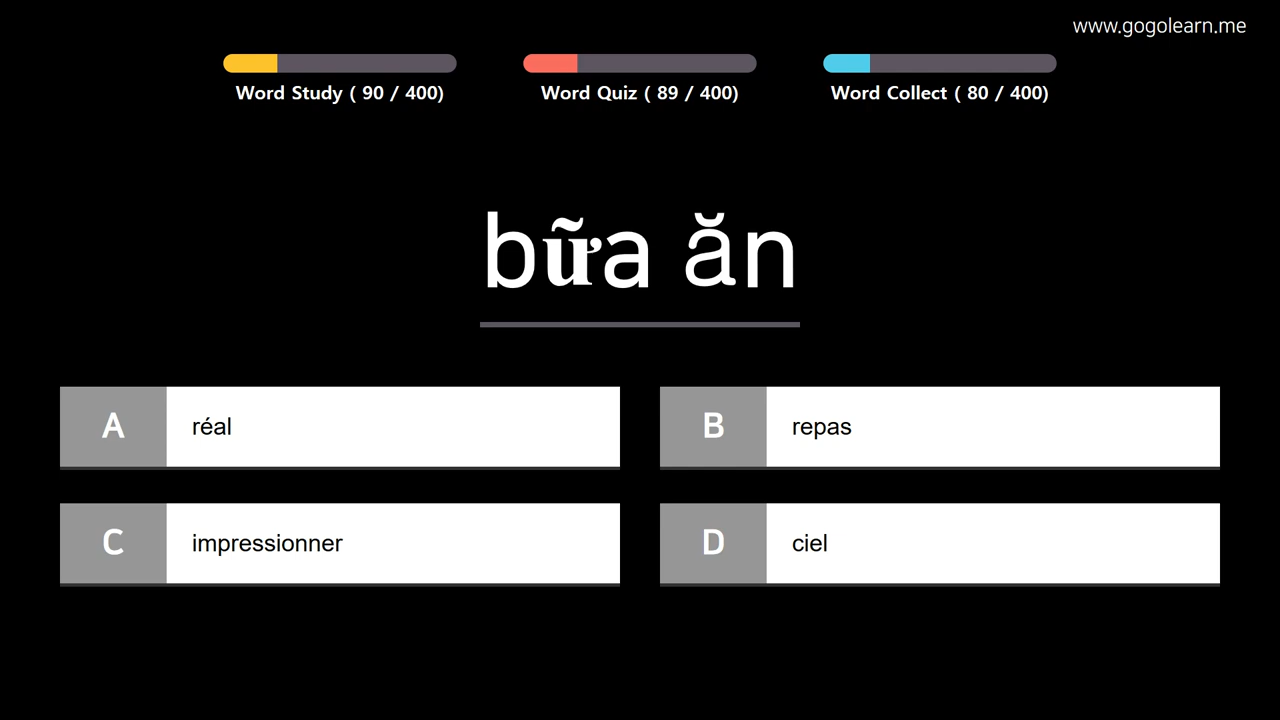 www.gogolearn.me
Word Study ( 90 / 400)
Word Quiz ( 89 / 400)
Word Collect ( 80 / 400)
bữa ăn
A réal
B repas
C impressionner
D ciel